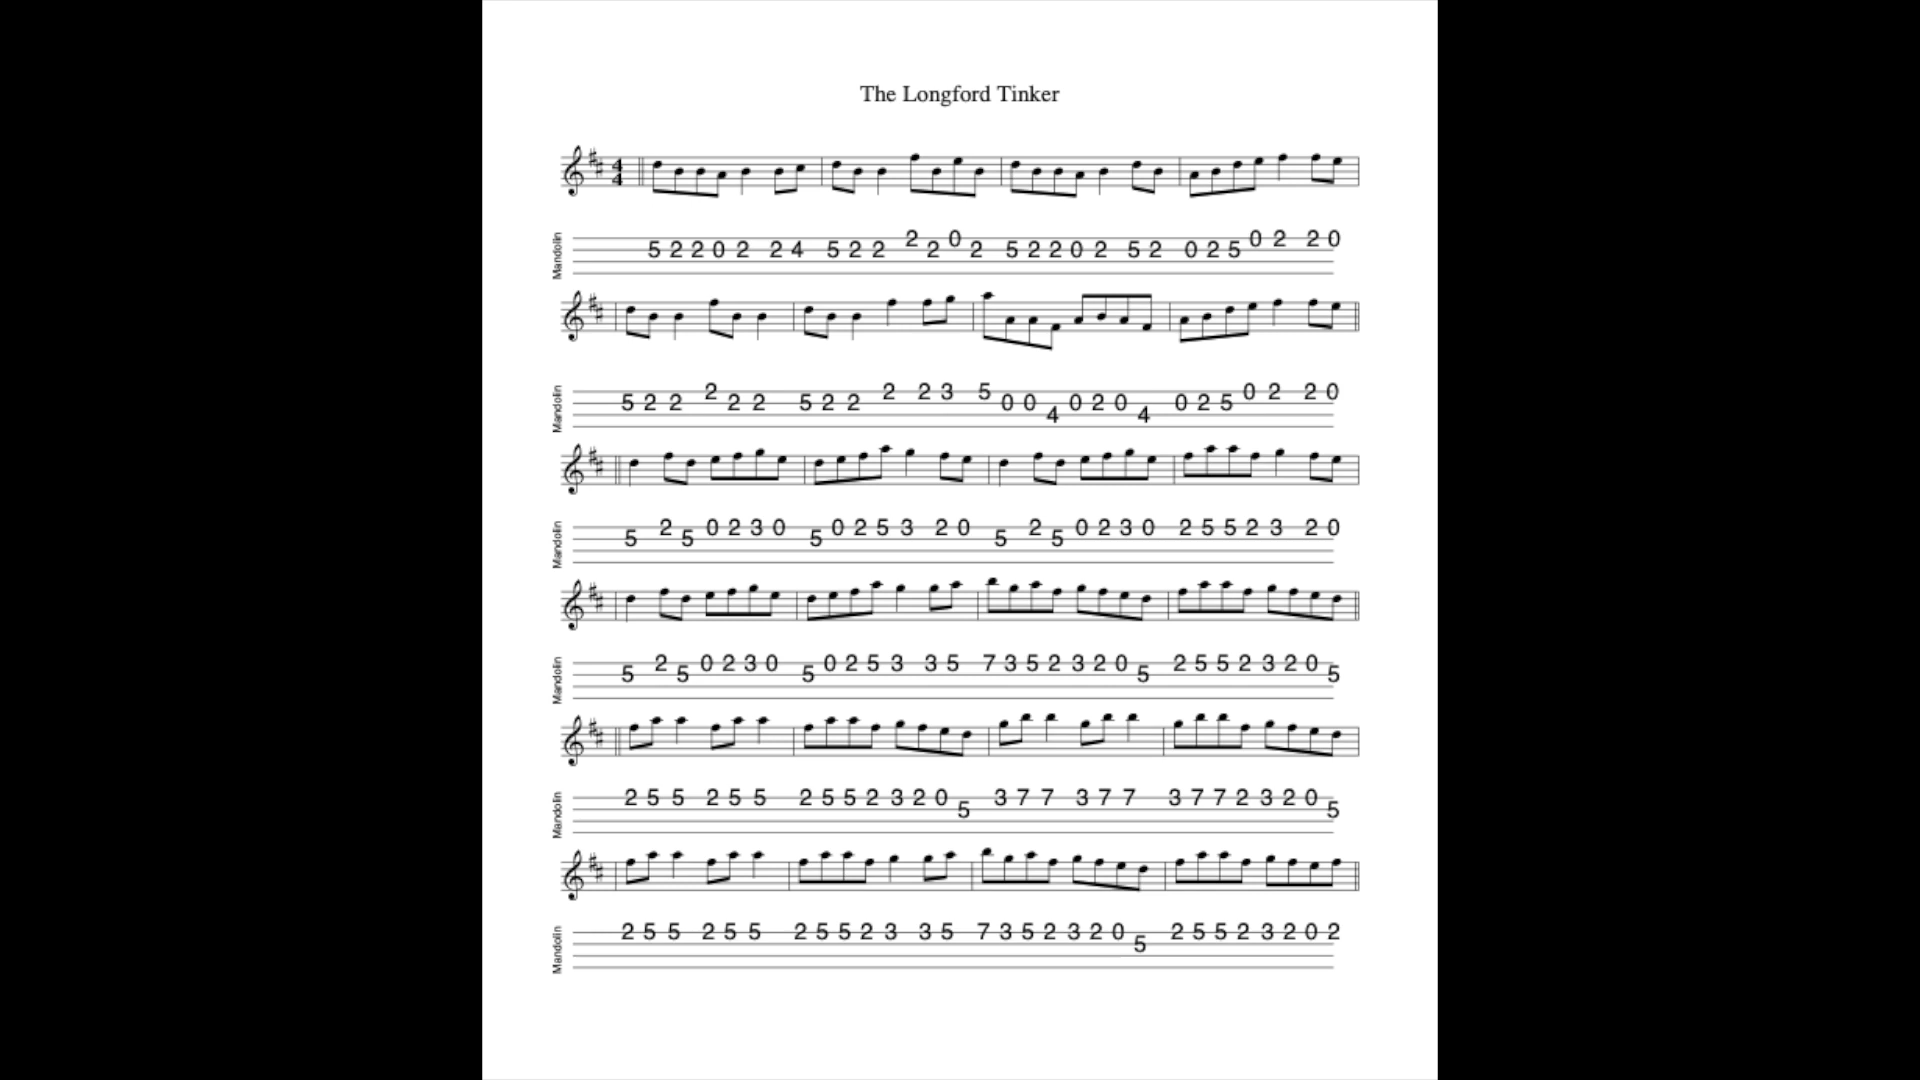 The Longford Tinker
4
4
Mandolin 5 2 2 0 2 2 4 5 2 2 2 2 0 2 5 2 2 0 2 5 2 0 2 5 0 2 2 0
Mandolin 5 2 2 2 2 2 5 2 2 2 2 3 5 0 0 4 0 2 0 4 0 2 5 0 2 2 0
Mandolin 5 2 5 0 2 3 0 5 0 2 5 3 2 0 5 2 5 0 2 3 0 2 5 5 2 3 2 0
Mandolin 5 2 5 0 2 3 0 5 0 2 5 3 3 5 7 3 5 2 3 2 0 5 2 5 5 2 3 2 0 5
Mandolin 2 5 5 2 5 5 2 5 5 2 3 2 0 5 3 7 7 3 7 7 3 7 7 2 3 2 0 5
Mandolin 2 5 5 2 5 5 2 5 5 2 3 3 5 7 3 5 2 3 2 0 5 2 5 5 2 3 2 0 2